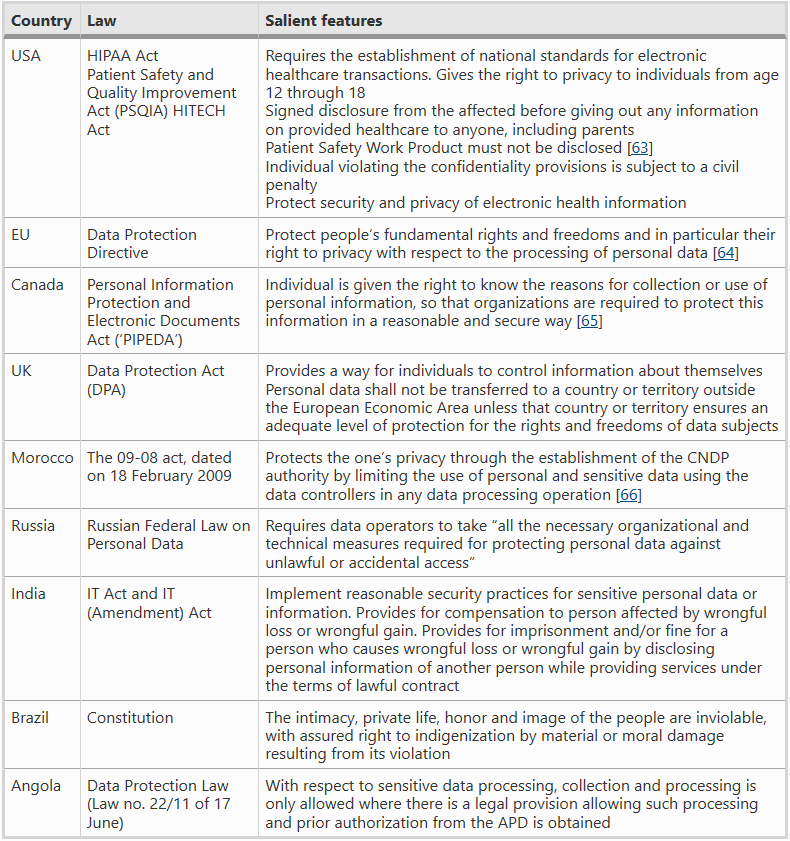 Country Law Salient features
USA
HIPAA Act
Patient Safety and
Quality Improvement
Act (PSQIA) HITECH
Act
Requires the establishment of national standards for electronic
healthcare transactions. Gives the right to privacy to individuals from age
12 through 18
Signed disclosure from the affected before giving out any information
on provided healthcare to anyone, including parents
Patient Safety Work Product must not be disclosed [63]
Individual violating the confidentiality provisions is subject to a civil
penalty
Protect security and privacy of electronic health information
EU
Data Protection
Directive
Protect people’s fundamental rights and freedoms and in particular their
right to privacy with respect to the processing of personal data [64]
Canada
Personal Information
Protection and
Electronic Documents
Act (‘PIPEDA’)
Individual is given the right to know the reasons for collection or use of
personal information, so that organizations are required to protect this
information in a reasonable and secure way [65]
UK
Data Protection Act
(DPA)
Provides a way for individuals to control information about themselves
Personal data shall not be transferred to a country or territory outside
the European Economic Area unless that country or territory ensures an
adequate level of protection for the rights and freedoms of data subjects
Morocco
The 09-08 act, dated
on 18 February 2009
Protects the one’s privacy through the establishment of the CNDP
authority by limiting the use of personal and sensitive data using the
data controllers in any data processing operation [66]
Russia
Russian Federal Law on
Personal Data
Requires data operators to take “all the necessary organizational and
technical measures required for protecting personal data against
unlawful or accidental access”
India
IT Act and IT
(Amendment) Act
Implement reasonable security practices for sensitive personal data or
information. Provides for compensation to person affected by wrongful
loss or wrongful gain. Provides for imprisonment and/or fine for a
person who causes wrongful loss or wrongful gain by disclosing
personal information of another person while providing services under
the terms of lawful contract
Brazil
Constitution
The intimacy, private life, honor and image of the people are inviolable,
with assured right to indigenization by material or moral damage
resulting from its violation
Angola
Data Protection Law
(Law no. 22/11 of 17
June)
With respect to sensitive data processing, collection and processing is
only allowed where there is a legal provision allowing such processing
and prior authorization from the APD is obtained